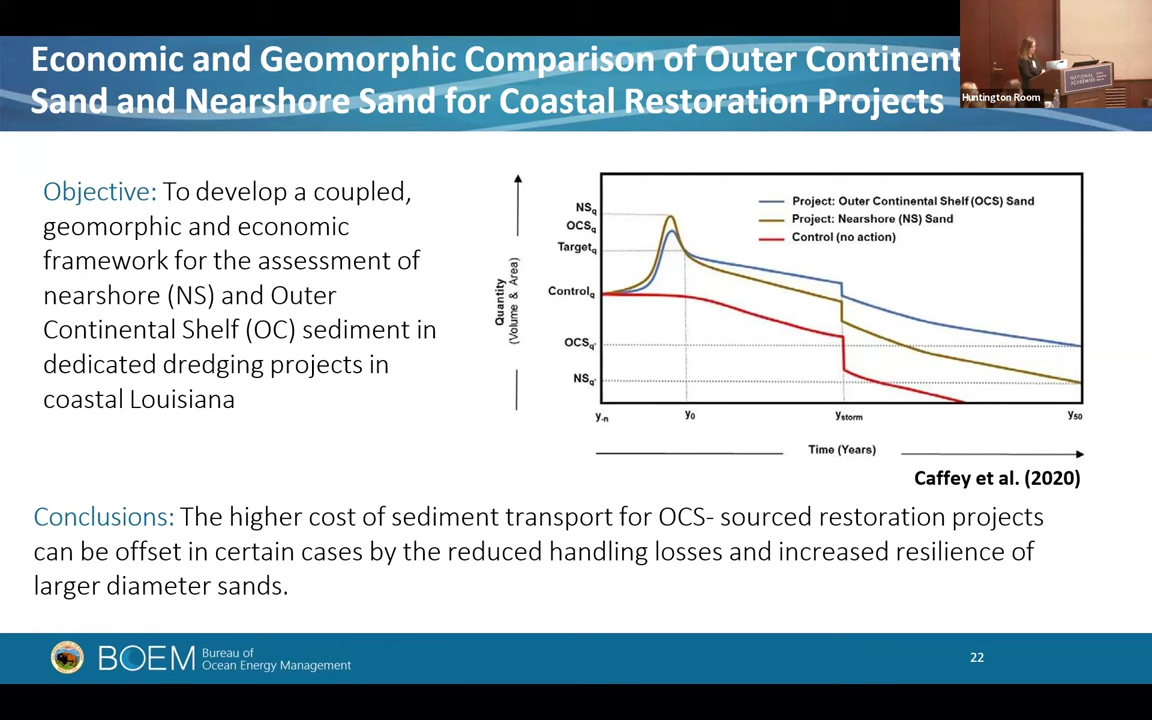 Economic and Geomorphic Comparison of Outer Continent
Sand and Nearshore Sand for Coastal Restoration Projects
Huntington Room
NATIONAL
ACADEMIES
Objective: To develop a coupled,
geomorphic and economic
framework for the assessment of
nearshore (NS) and Outer
Continental Shelf (OC) sediment in
dedicated dredging projects in
coastal Louisiana
Quantity
(Volume & Area)
NSq
OCSq
Targetq
Controlq
OCSq'
NSq'
Project: Outer Continental Shelf (OCS) Sand
Project: Nearshore (NS) Sand
Control (no action)
y-n
y0
ystorm
y50
Time (Years)
Caffey et al. (2020)
Conclusions: The higher cost of sediment transport for OCS- sourced restoration projects
can be offset in certain cases by the reduced handling losses and increased resilience of
larger diameter sands.
BOEM
Bureau of
Ocean Energy Management
22